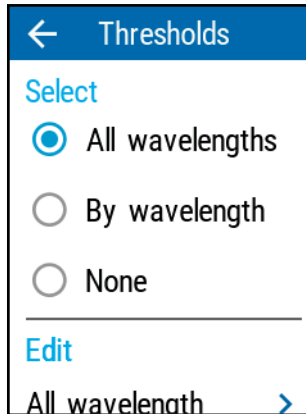 Thresholds
Select
All wavelengths
By wavelength
None
Edit
All wavelength